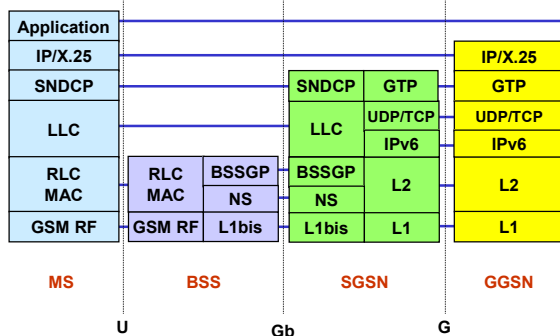 Application
IP/X.25
IP/X.25
SNDCP
SNDCP
GTP
GTP
LLC
LLC
UDP/TCP
UDP/TCP
IPv6
IPv6
RLC
MAC
RLC
MAC
BSSGP
BSSGP
L2
L2
NS
NS
GSM RF
GSM RF
L1bis
L1bis
L1
L1
MS
BSS
SGSN
GGSN
U
Gb
G